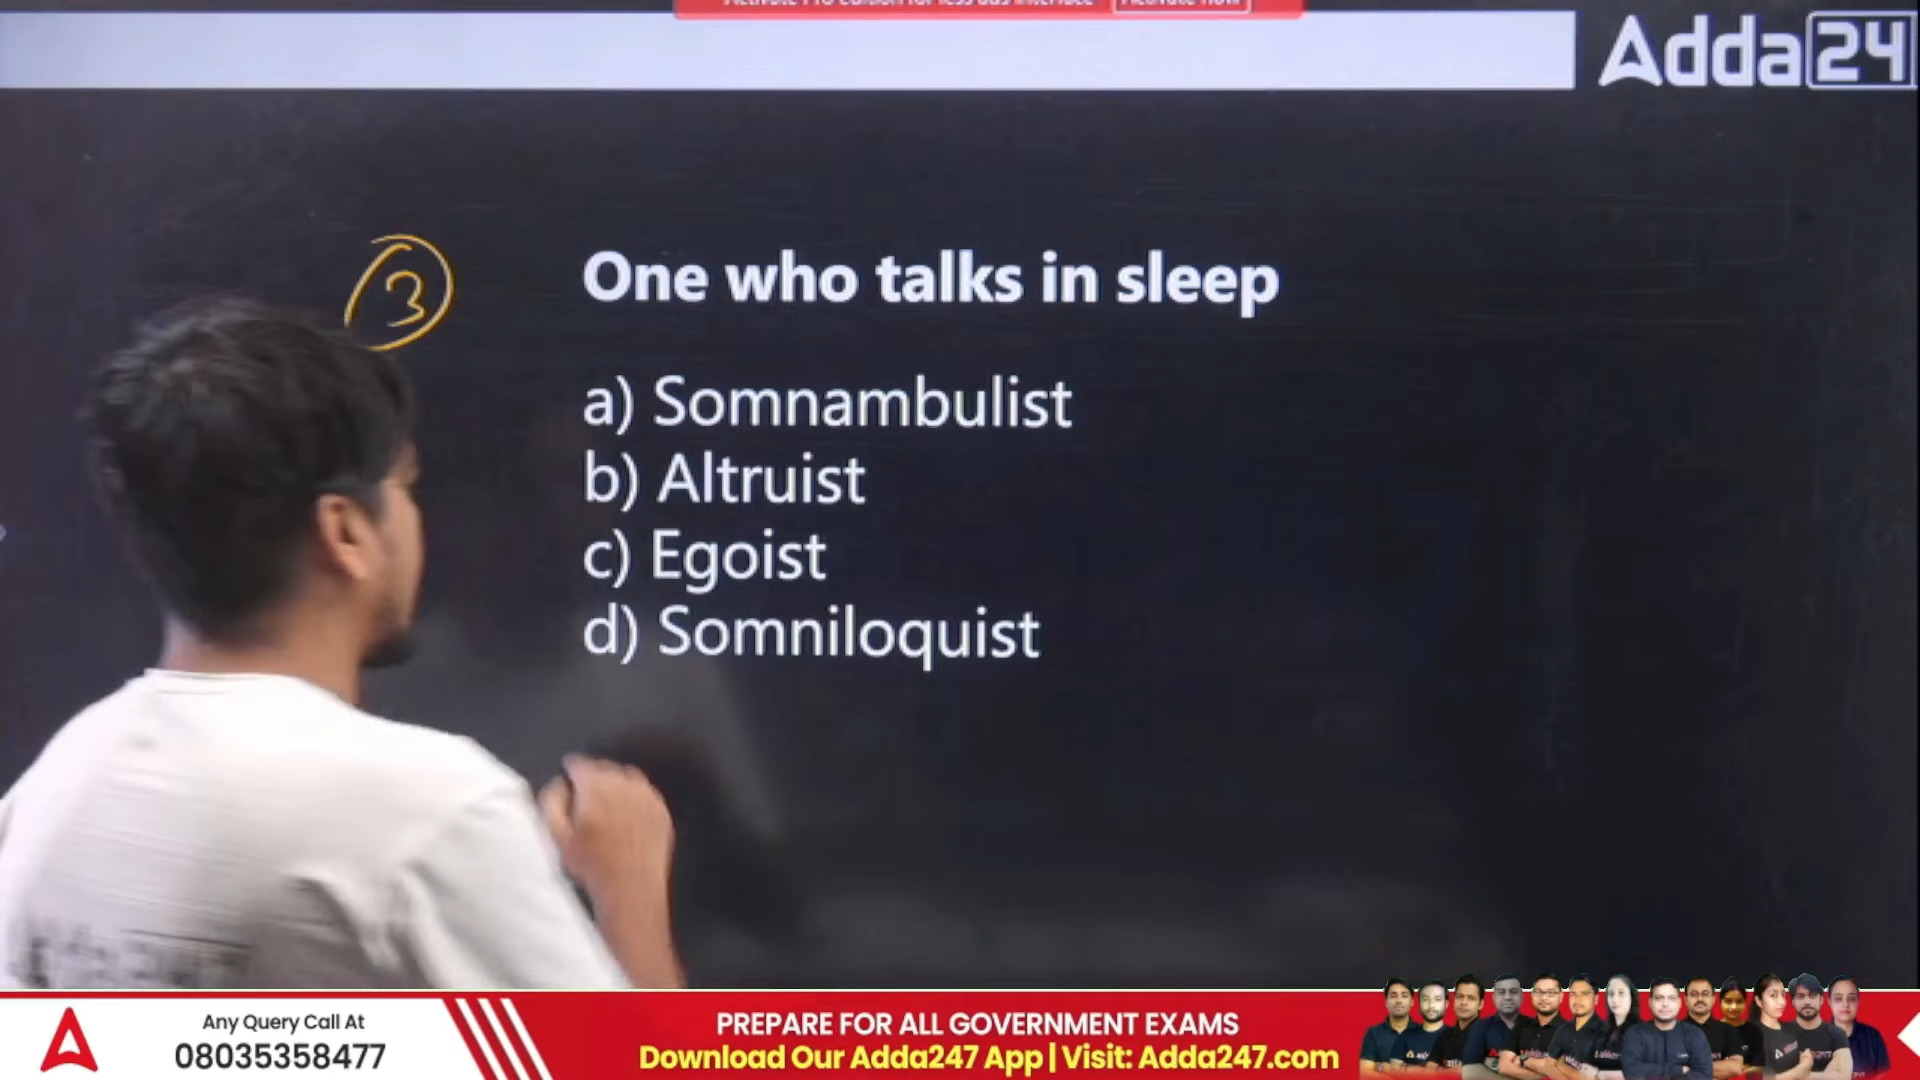 Adda24
3
One who talks in sleep
a) Somnambulist
b) Altruist
c) Egoist
d) Somniloquist
Any Query Call At
08035358477
PREPARE FOR ALL GOVERNMENT EXAMS
Download Our Adda247 App | Visit: Adda247.com